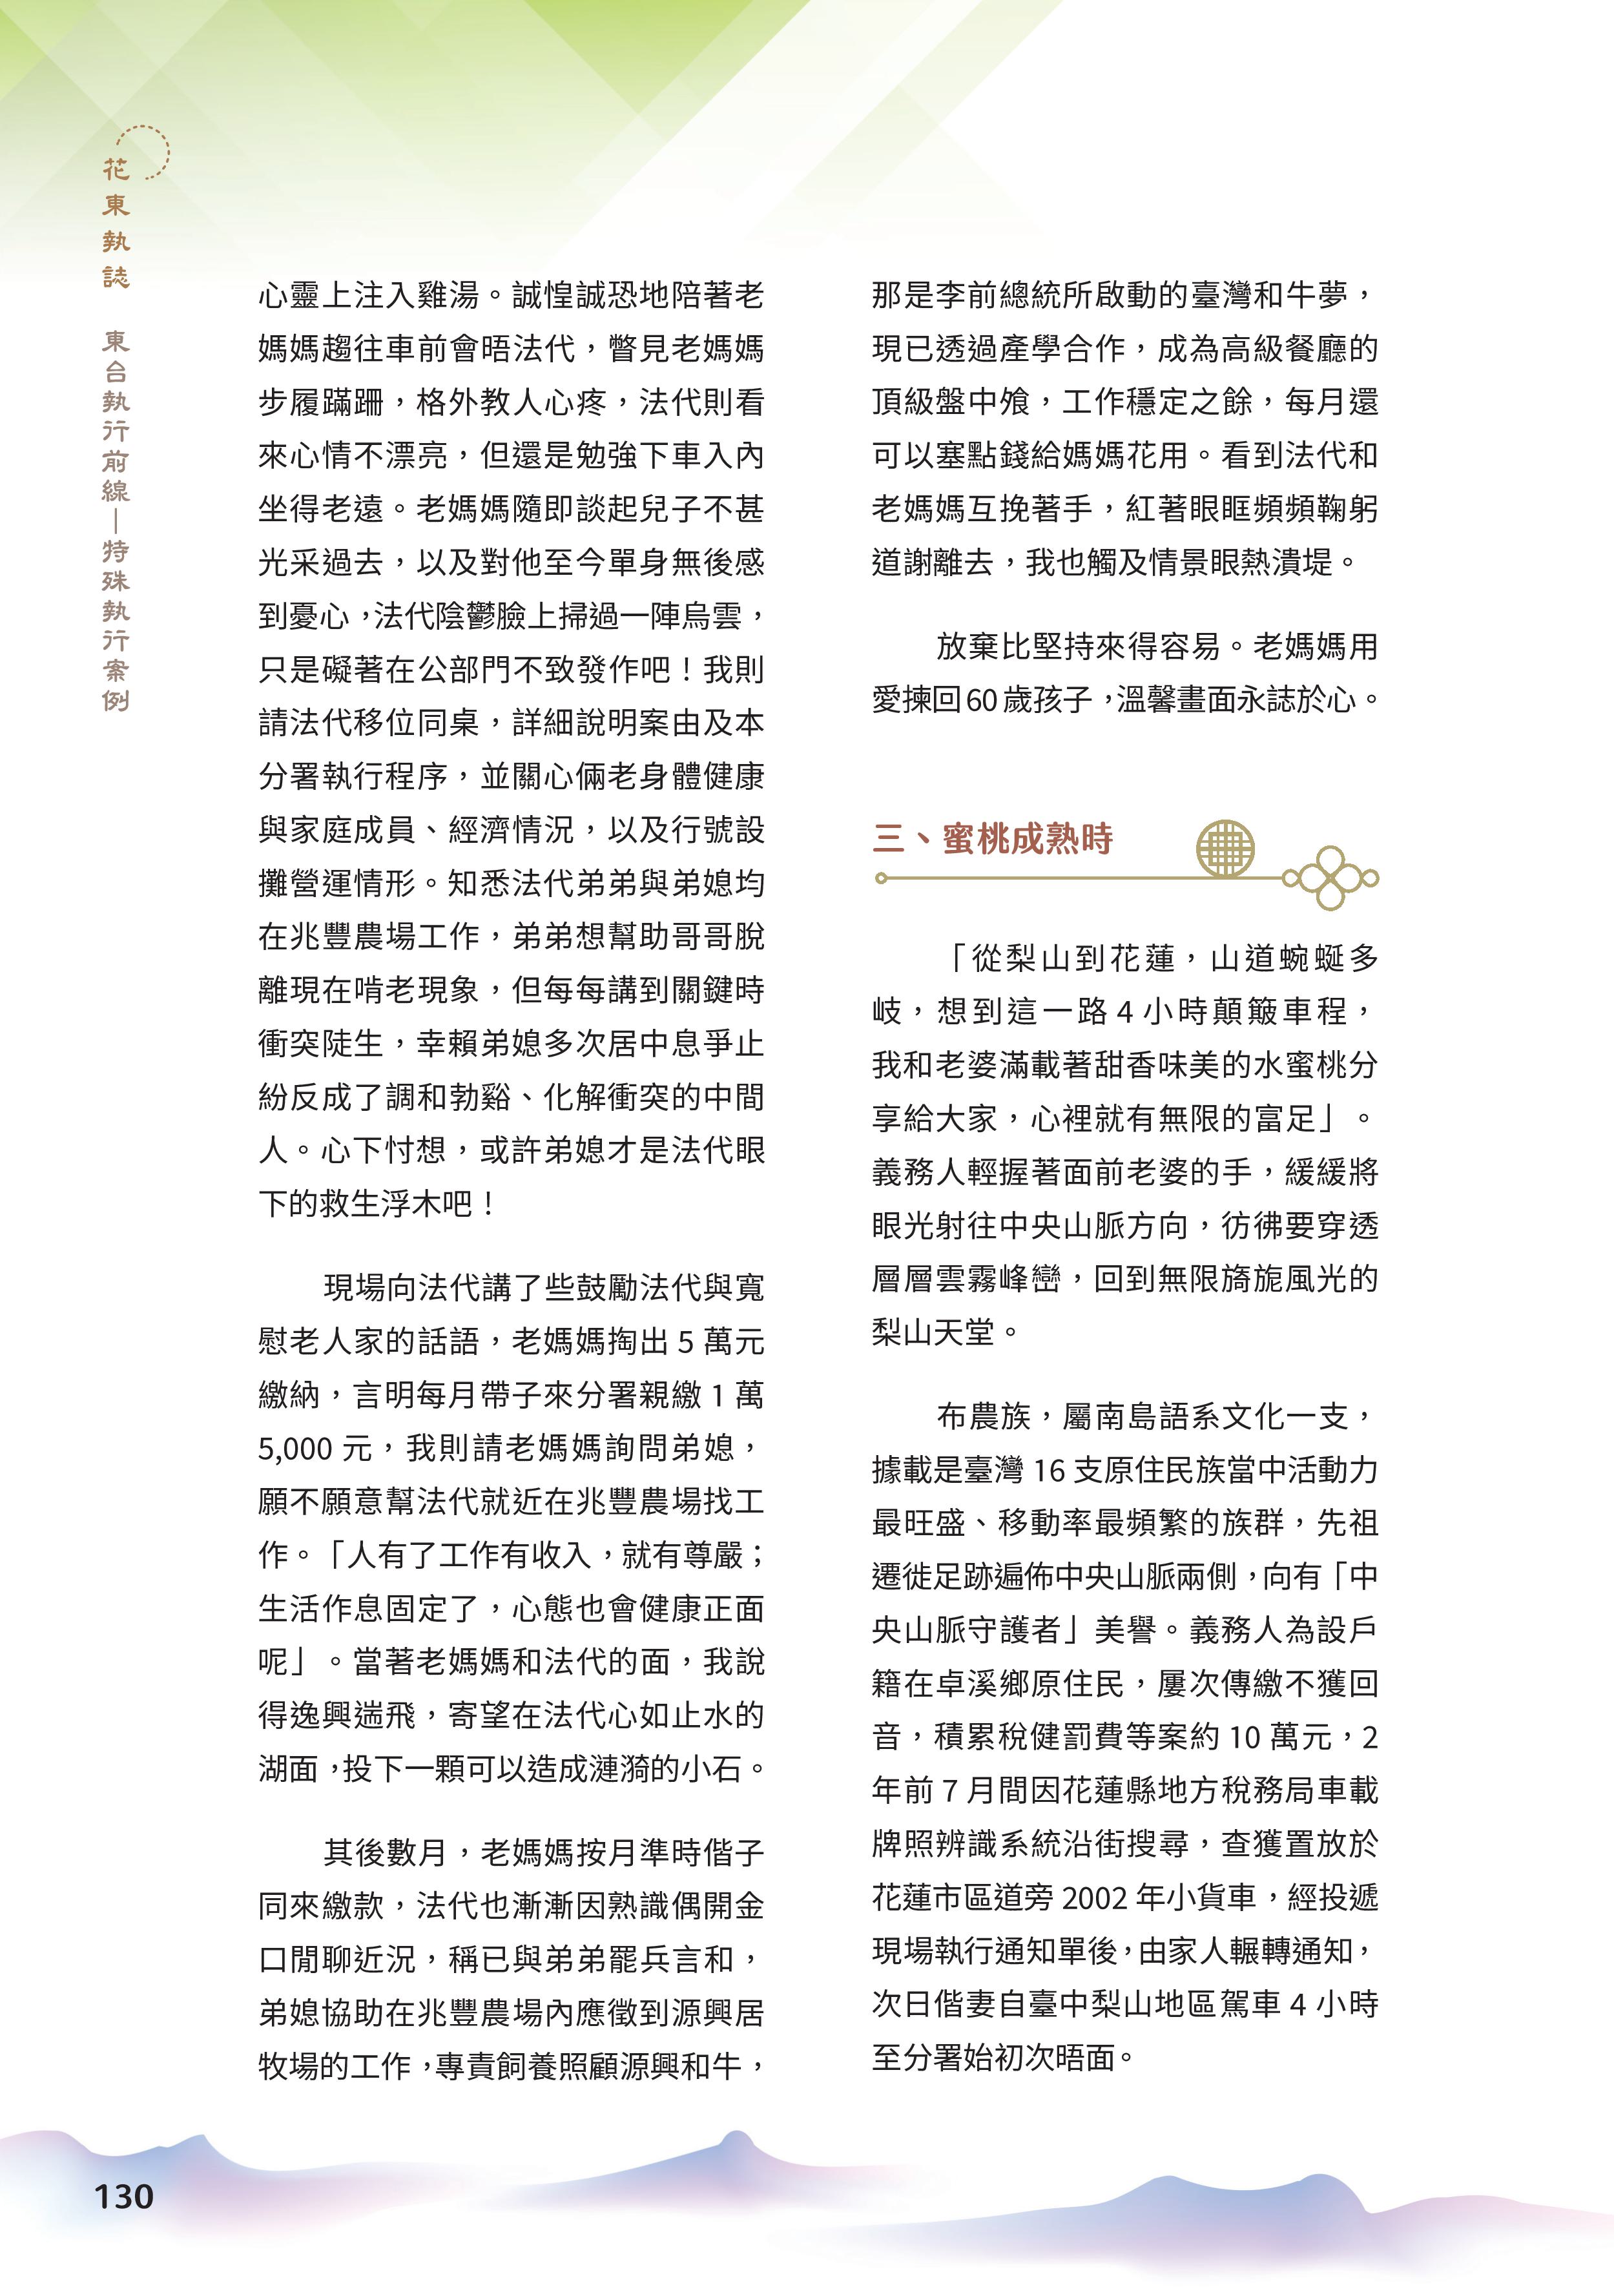 花東執誌
東台執行前線—特殊執行案例
心靈上注入雞湯。誠惶誠恐地陪著老
媽媽趨往車前會晤法代，瞥見老媽媽
步履蹣跚，格外教人心疼，法代則看
來心情不漂亮，但還是勉強下車入內
坐得老遠。老媽媽隨即談起兒子不甚
光采過去，以及對他至今單身無後感
到憂心，法代陰鬱臉上掃過一陣烏雲，
只是礙著在公部門不致發作吧！我則
請法代移位同桌，詳細說明案由及本
分署執行程序，並關心倆老身體健康
與家庭成員、經濟情況，以及行號設
攤營運情形。知悉法代弟弟與弟媳均
在兆豐農場工作，弟弟想幫助哥哥脫
離現在啃老現象，但每每講到關鍵時
衝突陡生，幸賴弟媳多次居中息爭止
紛反成了調和勃谿、化解衝突的中間
人。心下忖想，或許弟媳才是法代眼
下的救生浮木吧！
現場向法代講了些鼓勵法代與寬
慰老人家的話語，老媽媽掏出 5 萬元
繳納，言明每月帶子來分署親繳 1 萬
5,000 元，我則請老媽媽詢問弟媳，
願不願意幫法代就近在兆豐農場找工
作。「人有了工作有收入，就有尊嚴；
生活作息固定了，心態也會健康正面
呢」。當著老媽媽和法代的面，我說
得逸興遄飛，寄望在法代心如止水的
湖面，投下一顆可以造成漣漪的小石。
其後數月，老媽媽按月準時偕子
同來繳款，法代也漸漸因熟識偶開金
口閒聊近況，稱已與弟弟罷兵言和，
弟媳協助在兆豐農場內應徵到源興居
牧場的工作，專責飼養照顧源興和牛，
那是李前總統所啟動的臺灣和牛夢，
現已透過產學合作，成為高級餐廳的
頂級盤中飧，工作穩定之餘，每月還
可以塞點錢給媽媽花用。看到法代和
老媽媽互挽著手，紅著眼眶頻頻鞠躬
道謝離去，我也觸及情景眼熱潰堤。
放棄比堅持來得容易。老媽媽用
愛揀回 60 歲孩子，溫馨畫面永誌於心。
三、蜜桃成熟時
「從梨山到花蓮，山道蜿蜒多
岐，想到這一路 4 小時顛簸車程，
我和老婆滿載著甜香味美的水蜜桃分
享給大家，心裡就有無限的富足」。
義務人輕握著面前老婆的手，緩緩將
眼光射往中央山脈方向，彷彿要穿透
層層雲霧峰巒，回到無限旖旎風光的
梨山天堂。
布農族，屬南島語系文化一支，
據載是臺灣 16 支原住民族當中活動力
最旺盛、移動率最頻繁的族群，先祖
遷徙足跡遍佈中央山脈兩側，向有「中
央山脈守護者」美譽。義務人為設戶
籍在卓溪鄉原住民，屢次傳繳不獲回
音，積累稅健罰費等案約 10 萬元，2
年前 7 月間因花蓮縣地方稅務局車載
牌照辨識系統沿街搜尋，查獲置放於
花蓮市區道旁 2002 年小貨車，經投遞
現場執行通知單後，由家人輾轉通知，
次日偕妻自臺中梨山地區駕車 4 小時
至分署始初次晤面。
130